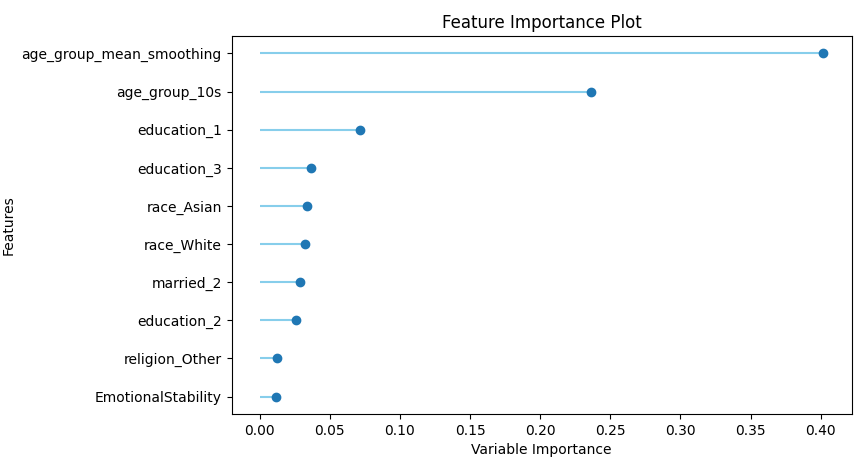 Feature Importance Plot
Features
age_group_mean_smoothing
age_group_10s
education_1
education_3
race_Asian
race_White
married_2
education_2
religion_Other
EmotionalStability
0.00 0.05 0.10 0.15 0.20 0.25 0.30 0.35 0.40
Variable Importance